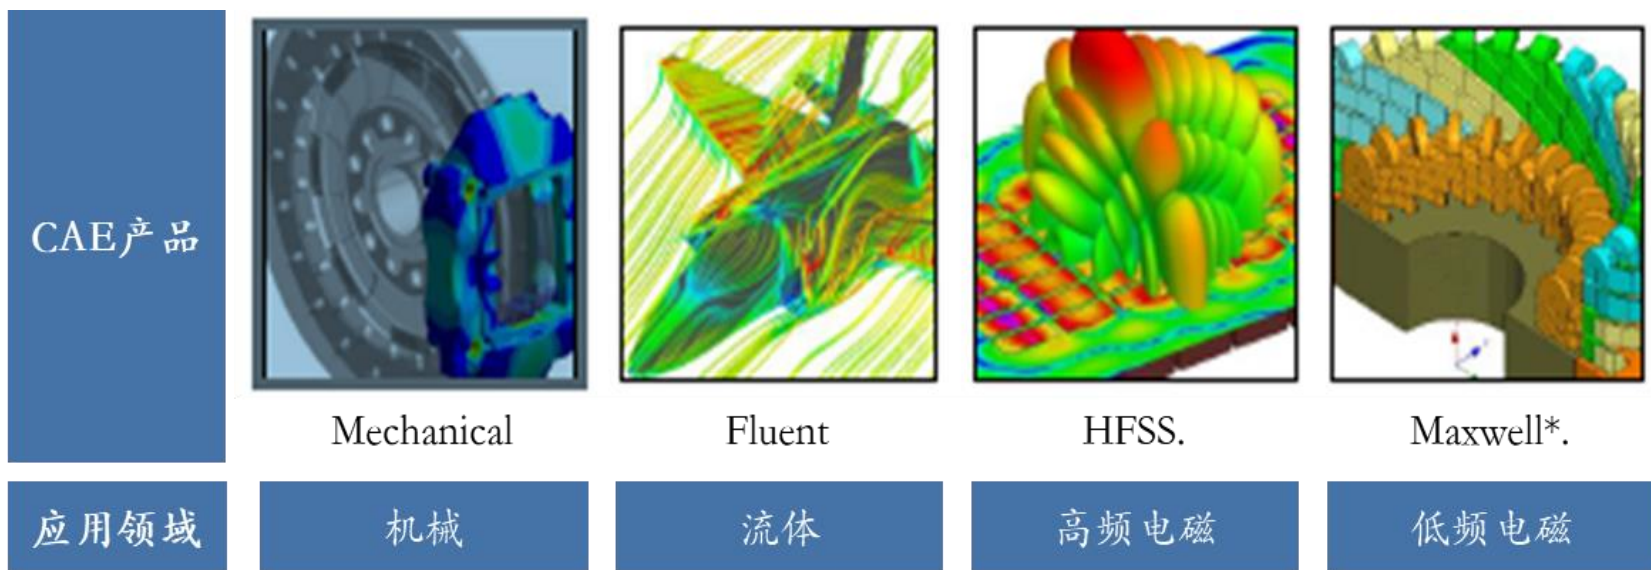 CAE产品
Mechanical
Fluent
HFSS.
Maxwell*.
应用领域
机械
流体
高频电磁
低频电磁